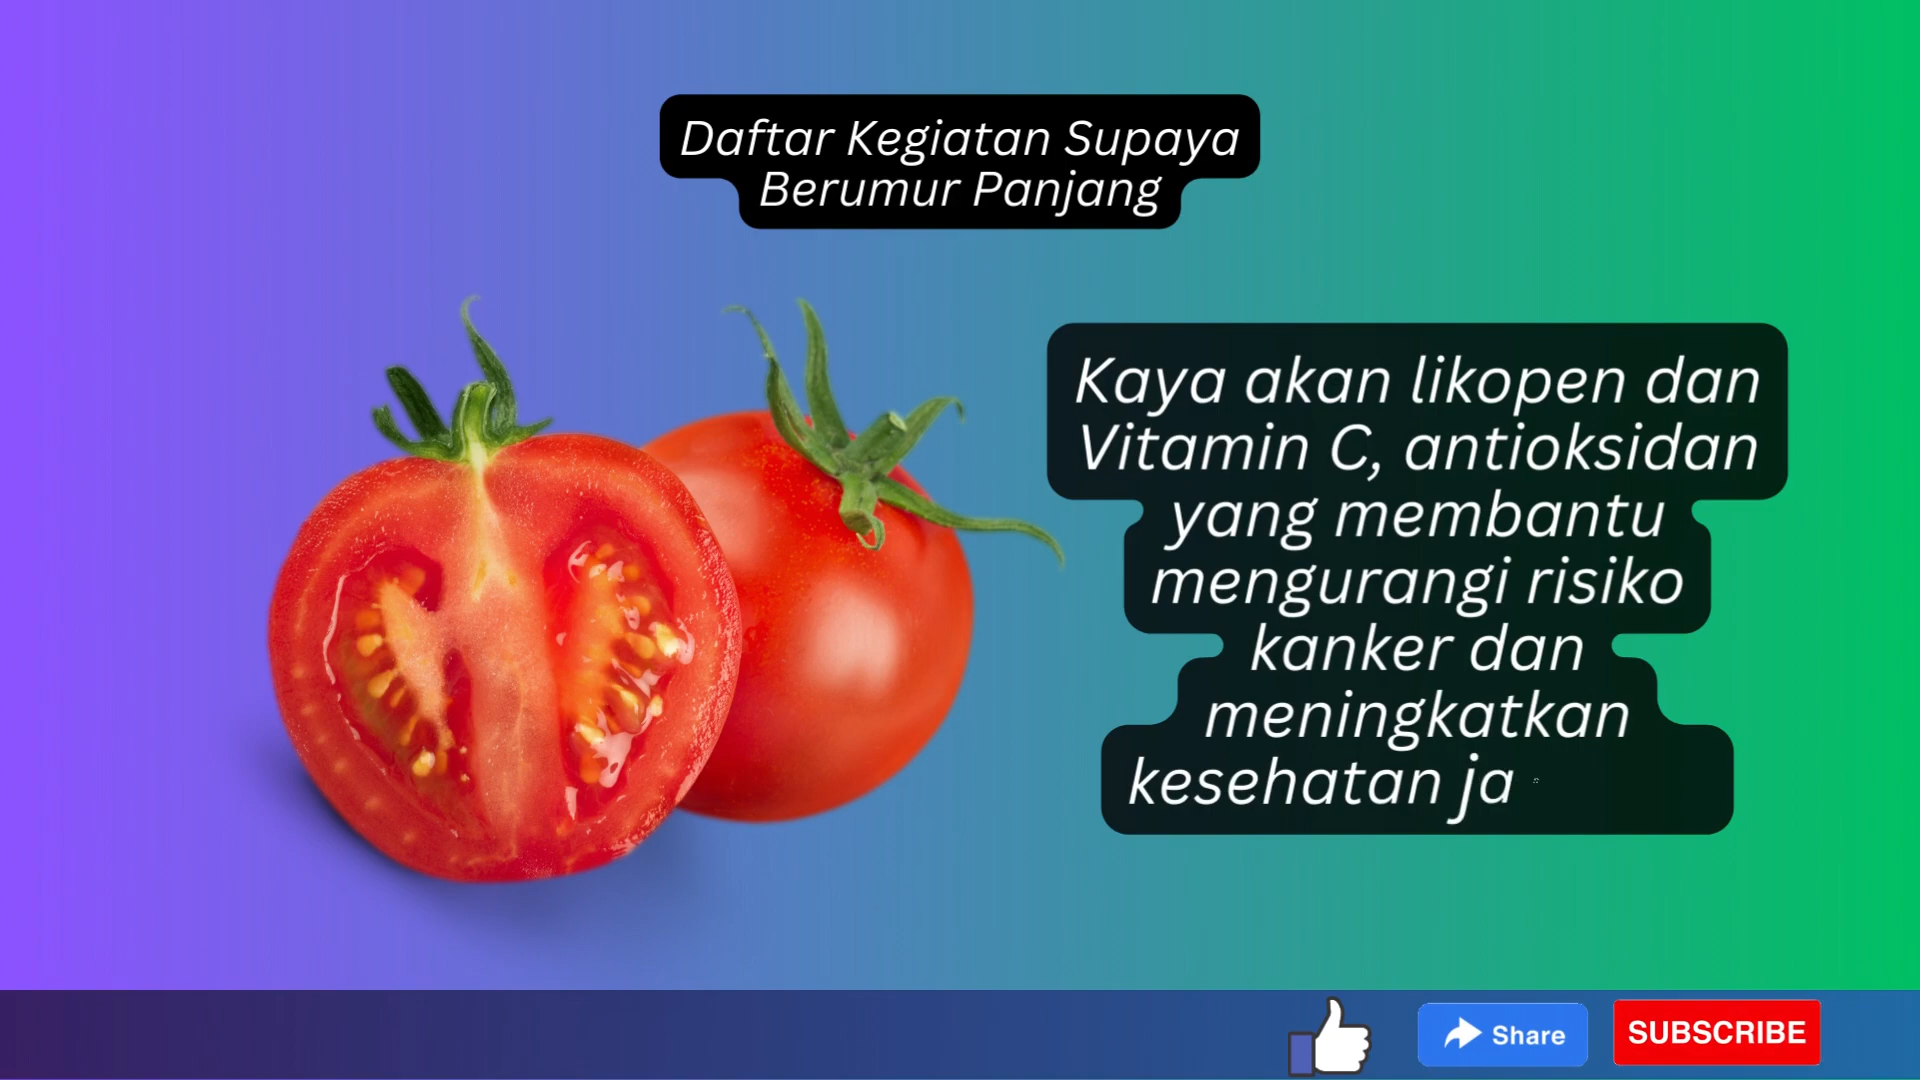 Daftar Kegiatan Supaya
Berumur Panjang
Kaya akan likopen dan
Vitamin C, antioksidan
yang membantu
mengurangi risiko
kanker dan
meningkatkan
kesehatan ja
Share
SUBSCRIBE